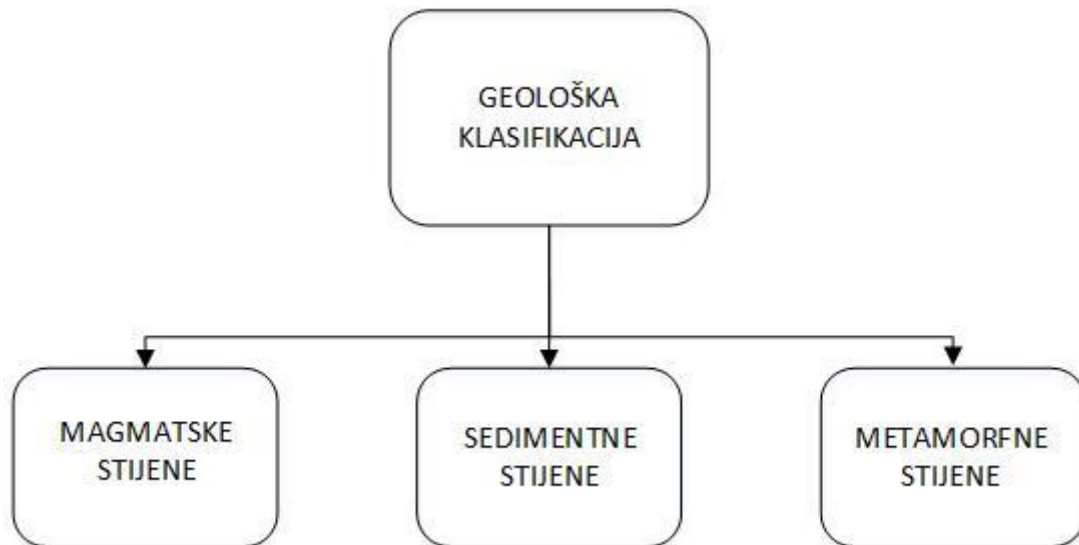 GEOLOŠKA
KLASIFIKACIJA
MAGMATSKE
STIJENE
SEDIMENTNE
STIJENE
METAMORFNE
STIJENE